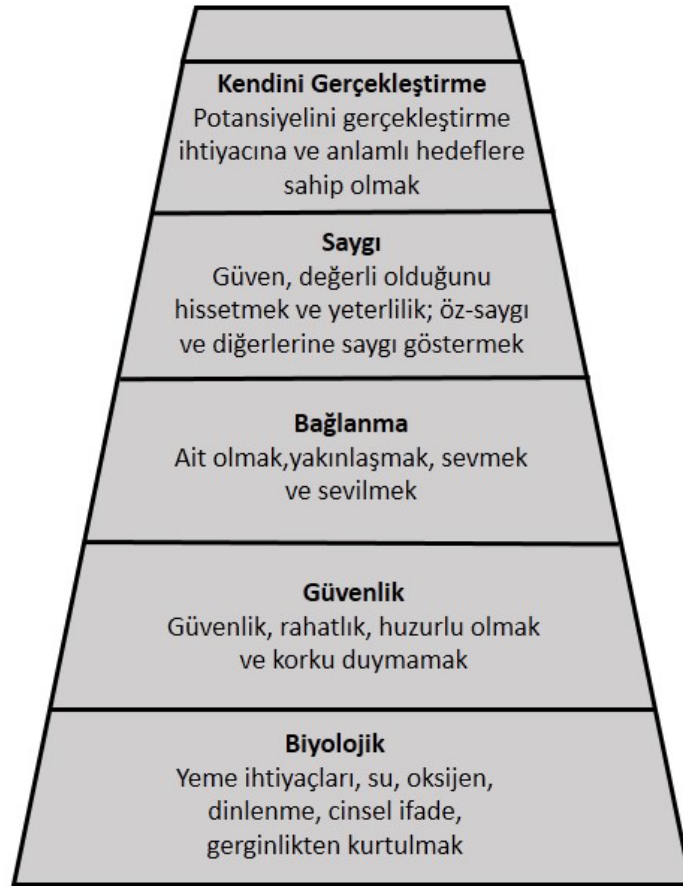 Kendini Gerçekleştirme
Potansiyelini gerçekleştirme
ihtiyacına ve anlamlı hedeflere
sahip olmak
Saygı
Güven, değerli olduğunu
hissetmek ve yeterlilik; öz-saygı
ve diğerlerine saygı göstermek
Bağlanma
Ait olmak,yakınlaşmak, sevmek
ve sevilmek
Güvenlik
Güvenlik, rahatlık, huzurlu olmak
ve korku duymamak
Biyolojik
Yeme ihtiyaçları, su, oksijen,
dinlenme, cinsel ifade,
gerginlikten kurtulmak